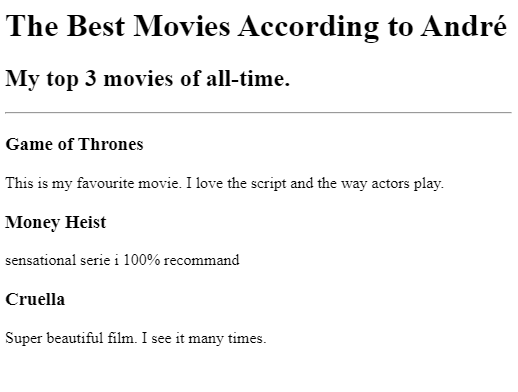 The Best Movies According to André
My top 3 movies of all-time.
Game of Thrones
This is my favourite movie. I love the script and the way actors play.
Money Heist
sensational serie i 100% recommand
Cruella
Super beautiful film. I see it many times.